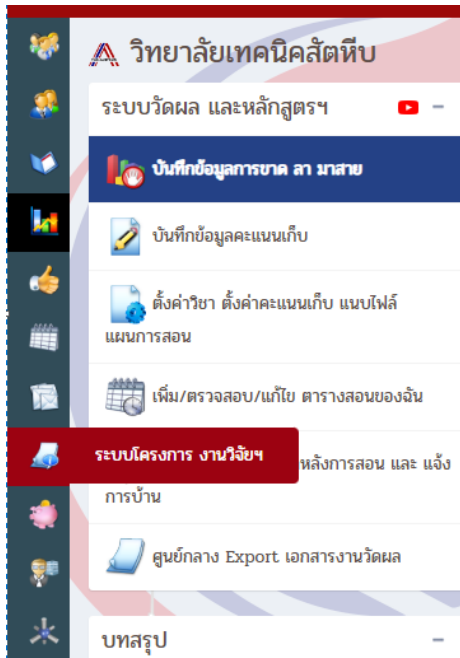 วิทยาลัยเทคนิคสัตหีบ
ระบบวัดผล และหลักสูตรฯ
บันทึกข้อมูลการขาด ลา มาสาย
บันทึกข้อมูลคะแนนเก็บ
ตั้งค่าวิชา ตั้งค่าคะแนนเก็บ แนบไฟล์
แผนการสอน
เพิ่ม/ตรวจสอบ/แก้ไข ตารางสอนของฉัน
ระบบโครงการ งานวิจัยฯ
หลังการสอน และ แจ้ง
การบ้าน
ศูนย์กลาง Export เอกสารงานวัดผล
บทสรุป